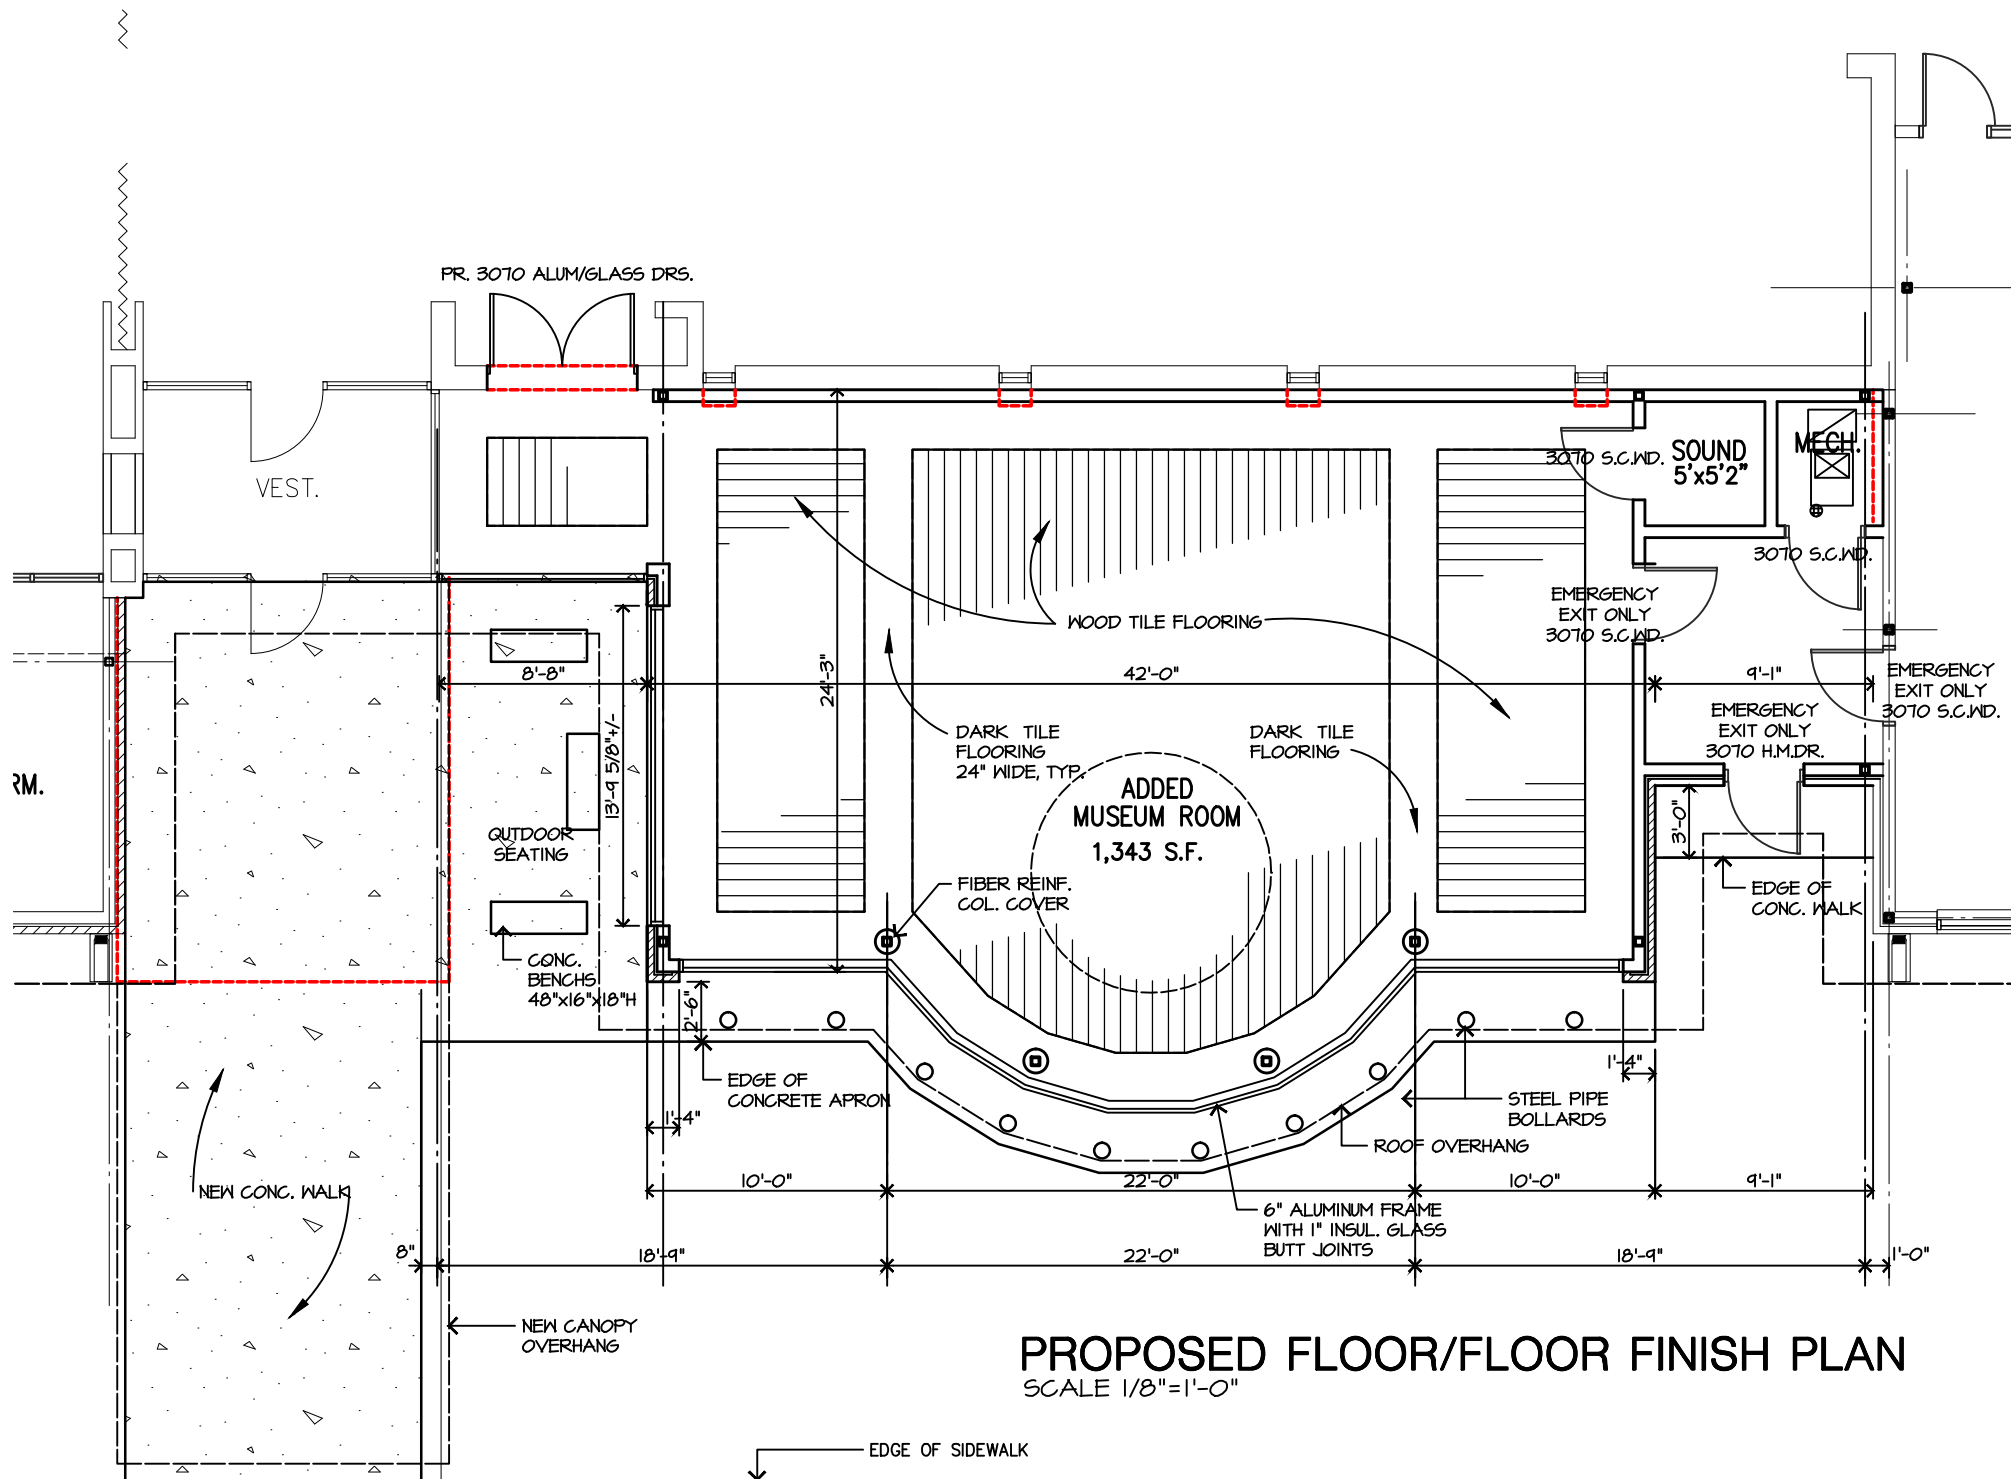 PR. 3070 ALUM/GLASS DRS.
VEST.
3070 S.C.WD.
SOUND
5'x5'2"
MECH.
3070 S.C.WD.
EMERGENCY
EXIT ONLY
3070 S.C.WD.
WOOD TILE FLOORING
8'-8"
24'-3"
42'-0"
9'-1"
EMERGENCY
EXIT ONLY
3070 S.C.WD.
EMERGENCY
EXIT ONLY
3070 H.M.DR.
DARK TILE
FLOORING
24" WIDE, TYP.
DARK TILE
FLOORING
13'-9 5/8"+/-
RM.
ADDED
MUSEUM ROOM
1,343 S.F.
OUTDOOR
SEATING
3'-0"
FIBER REINF.
COL. COVER
EDGE OF
CONC. WALK
CONC.
BENCHS
48"x16"x18"H
2'-6"
EDGE OF
CONCRETE APRON
1'-4"
1'-4"
STEEL PIPE
BOLLARDS
ROOF OVERHANG
NEW CONC. WALK
10'-0"
22'-0"
10'-0"
9'-1"
6" ALUMINUM FRAME
WITH 1" INSUL. GLASS
BUTT JOINTS
8"
18'-9"
22'-0"
18'-9"
1'-0"
NEW CANOPY
OVERHANG
PROPOSED FLOOR/FLOOR FINISH PLAN
SCALE 1/8"=1'-0"
EDGE OF SIDEWALK